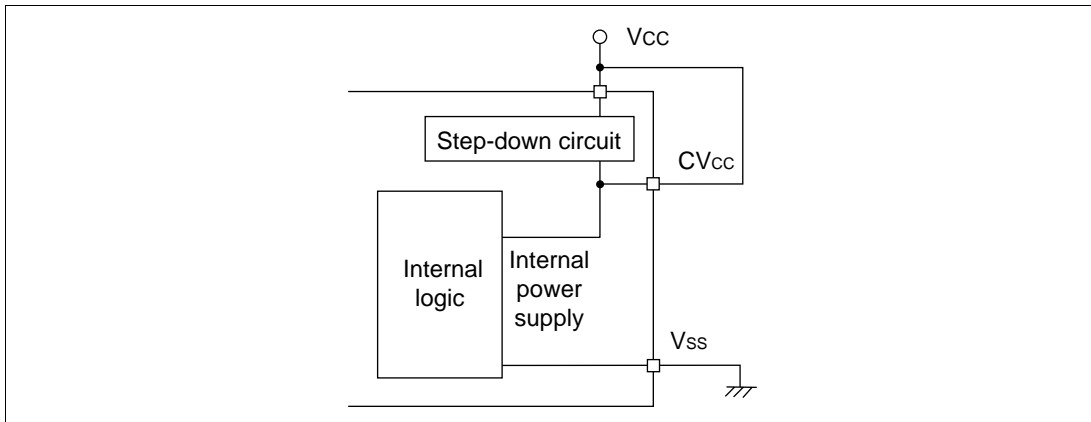 Vcc
Step-down circuit
CVcc
Internal
logic
Internal
power
supply
Vss